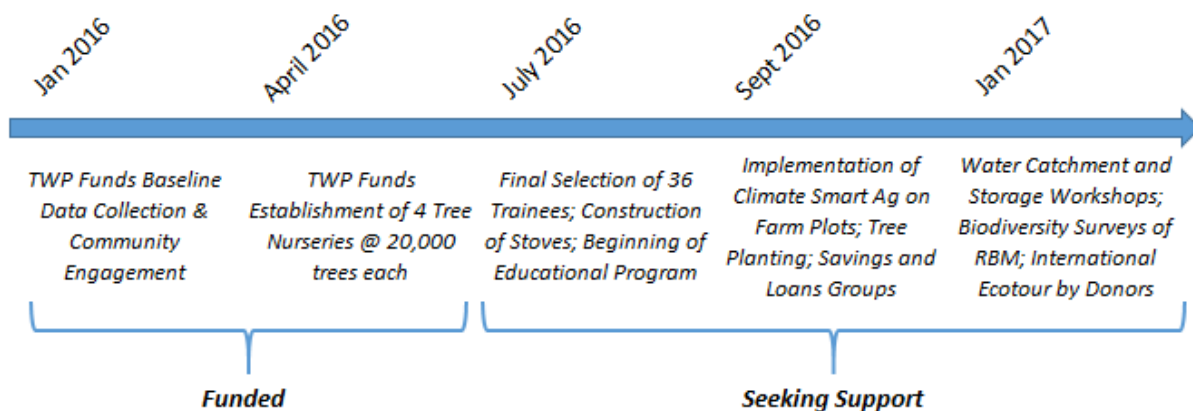 Jan 2016
April 2016
July 2016
Sept 2016
Jan 2017
TWP Funds Baseline
Data Collection &
Community
Engagement
TWP Funds
Establishment of 4 Tree
Nurseries @ 20,000
trees each
Final Selection of 36
Trainees; Construction
of Stoves; Beginning of
Educational Program
Implementation of
Climate Smart Ag on
Farm Plots; Tree
Planting; Savings and
Loans Groups
Water Catchment and
Storage Workshops;
Biodiversity Surveys of
RBM; International
Ecotour by Donors
Funded
Seeking Support